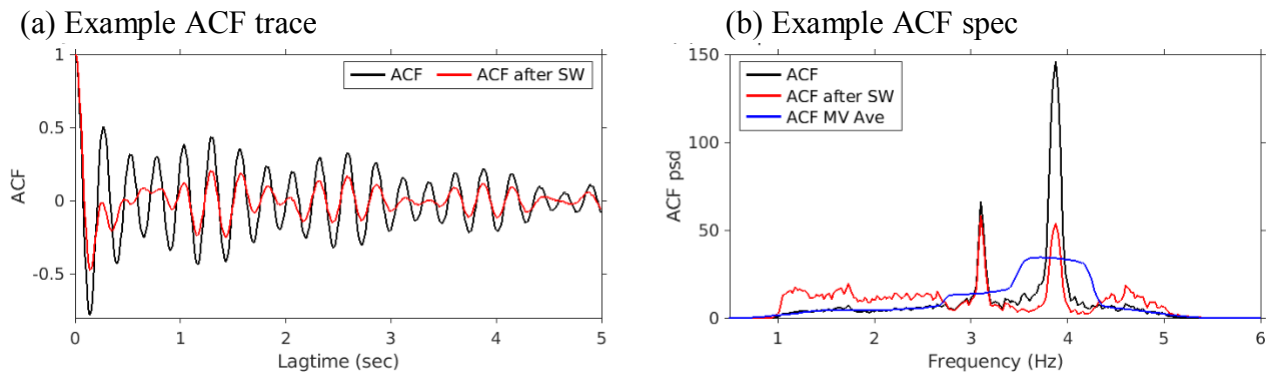 (a) Example ACF trace
ACF
ACF after SW
1
0.5
0
-0.5
ACF
0
1
2
3
4
5
Lagtime (sec)
(b) Example ACF spec
ACF
ACF after SW
ACF MV Ave
150
100
50
0
ACF psd
1
2
3
4
5
6
Frequency (Hz)